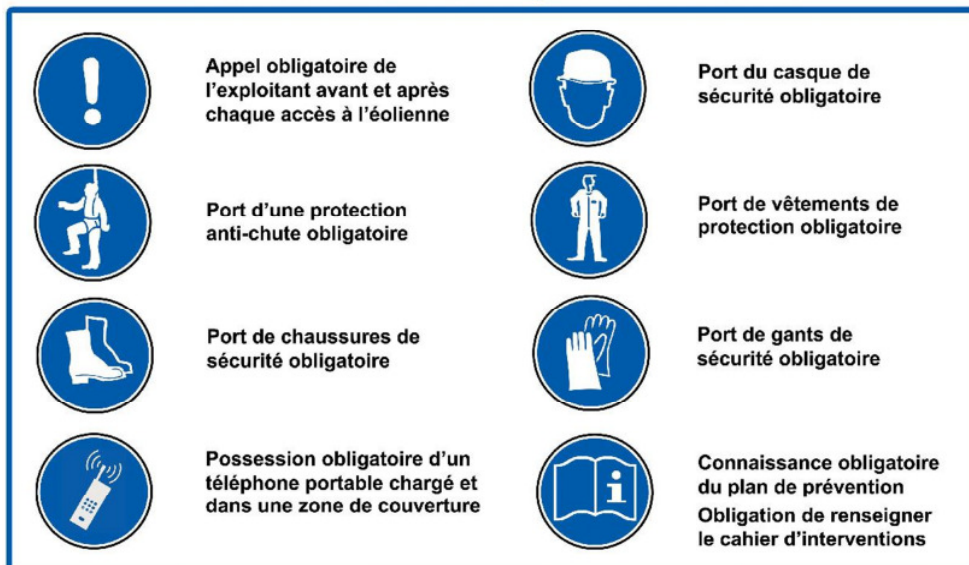 Appel obligatoire de
l'exploitant avant et après
chaque accès à l'éolienne
Port du casque de
sécurité obligatoire
Port d'une protection
anti-chute obligatoire
Port de vêtements de
protection obligatoire
Port de chaussures de
sécurité obligatoire
Port de gants de
sécurité obligatoire
Possession obligatoire d'un
téléphone portable chargé et
dans une zone de couverture
Connaissance obligatoire
du plan de prévention
Obligation de renseigner
le cahier d'interventions